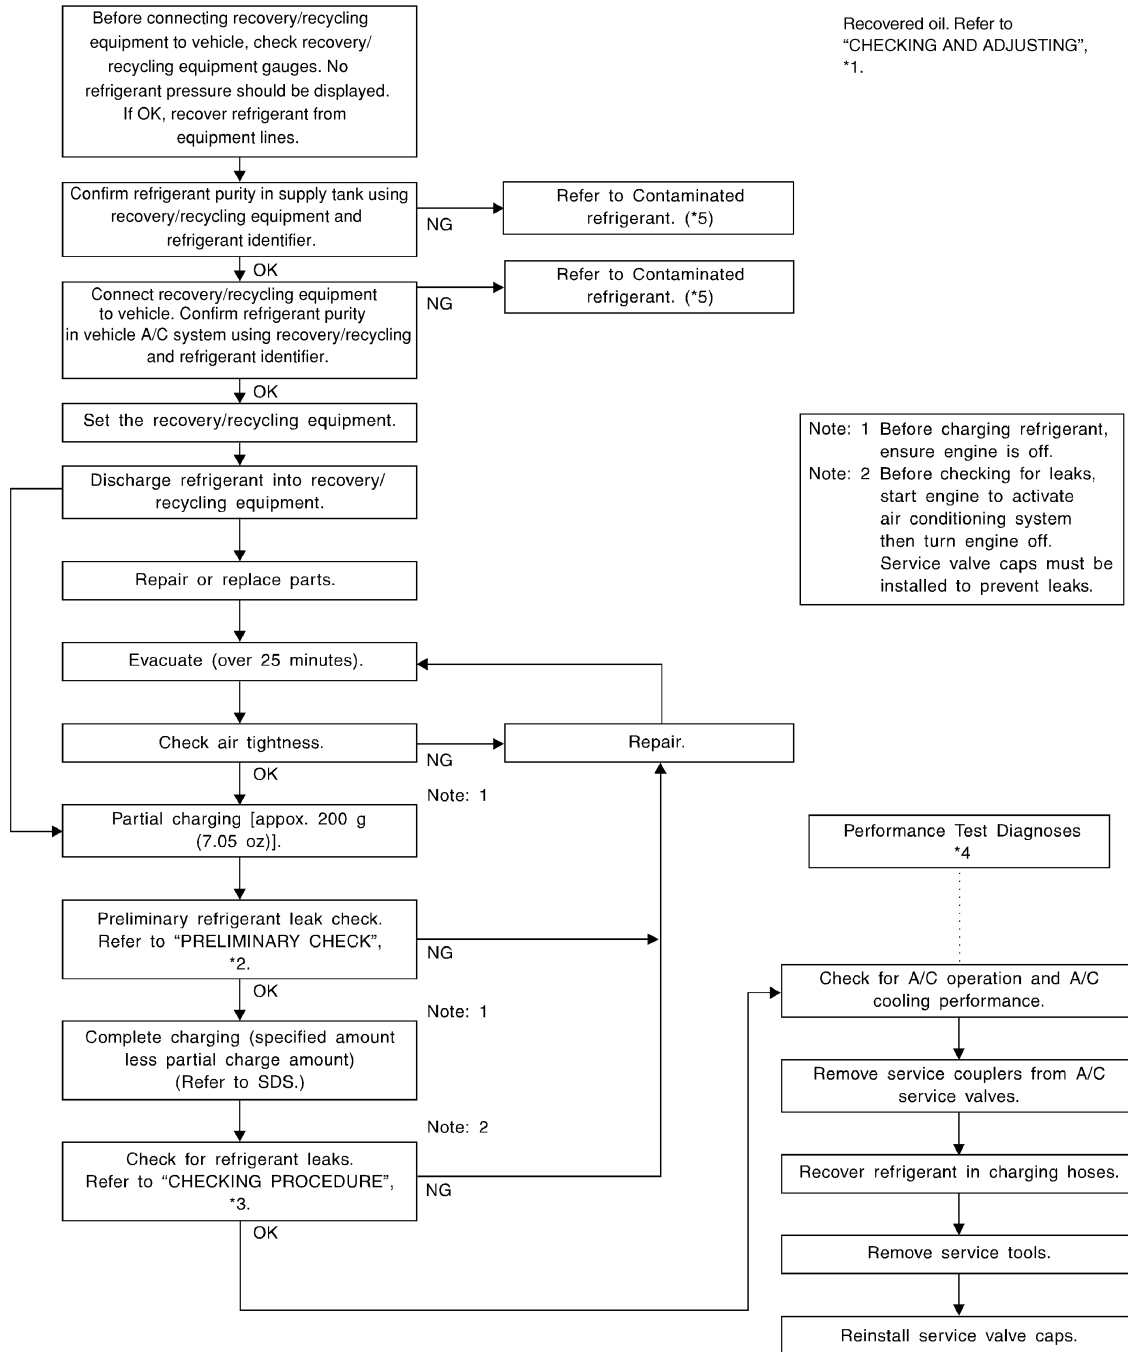 Before connecting recovery/recycling
equipment to vehicle, check recovery/
recycling equipment gauges. No
refrigerant pressure should be displayed.
If OK, recover refrigerant from
equipment lines.
Recovered oil. Refer to
“CHECKING AND ADJUSTING”,
*1.
Confirm refrigerant purity in supply tank using
recovery/recycling equipment and
refrigerant identifier.
NG
Refer to Contaminated
refrigerant. (*5)
OK
Connect recovery/recycling equipment
to vehicle. Confirm refrigerant purity
in vehicle A/C system using recovery/recycling
and refrigerant identifier.
NG
Refer to Contaminated
refrigerant. (*5)
OK
Set the recovery/recycling equipment.
Discharge refrigerant into recovery/
recycling equipment.
Note: 1 Before charging refrigerant,
ensure engine is off.
Note: 2 Before checking for leaks,
start engine to activate
air conditioning system
then turn engine off.
Service valve caps must be
installed to prevent leaks.
Repair or replace parts.
Evacuate (over 25 minutes).
Check air tightness.
NG
Repair.
OK
Note: 1
Partial charging [appox. 200 g
(7.05 oz)].
Preliminary refrigerant leak check.
Refer to “PRELIMINARY CHECK”,
*2.
NG
OK
Note: 1
Complete charging (specified amount
less partial charge amount)
(Refer to SDS.)
Note: 2
Check for refrigerant leaks.
Refer to “CHECKING PROCEDURE”,
*3.
NG
OK
Performance Test Diagnoses
*4
Check for A/C operation and A/C
cooling performance.
Remove service couplers from A/C
service valves.
Recover refrigerant in charging hoses.
Remove service tools.
Reinstall service valve caps.